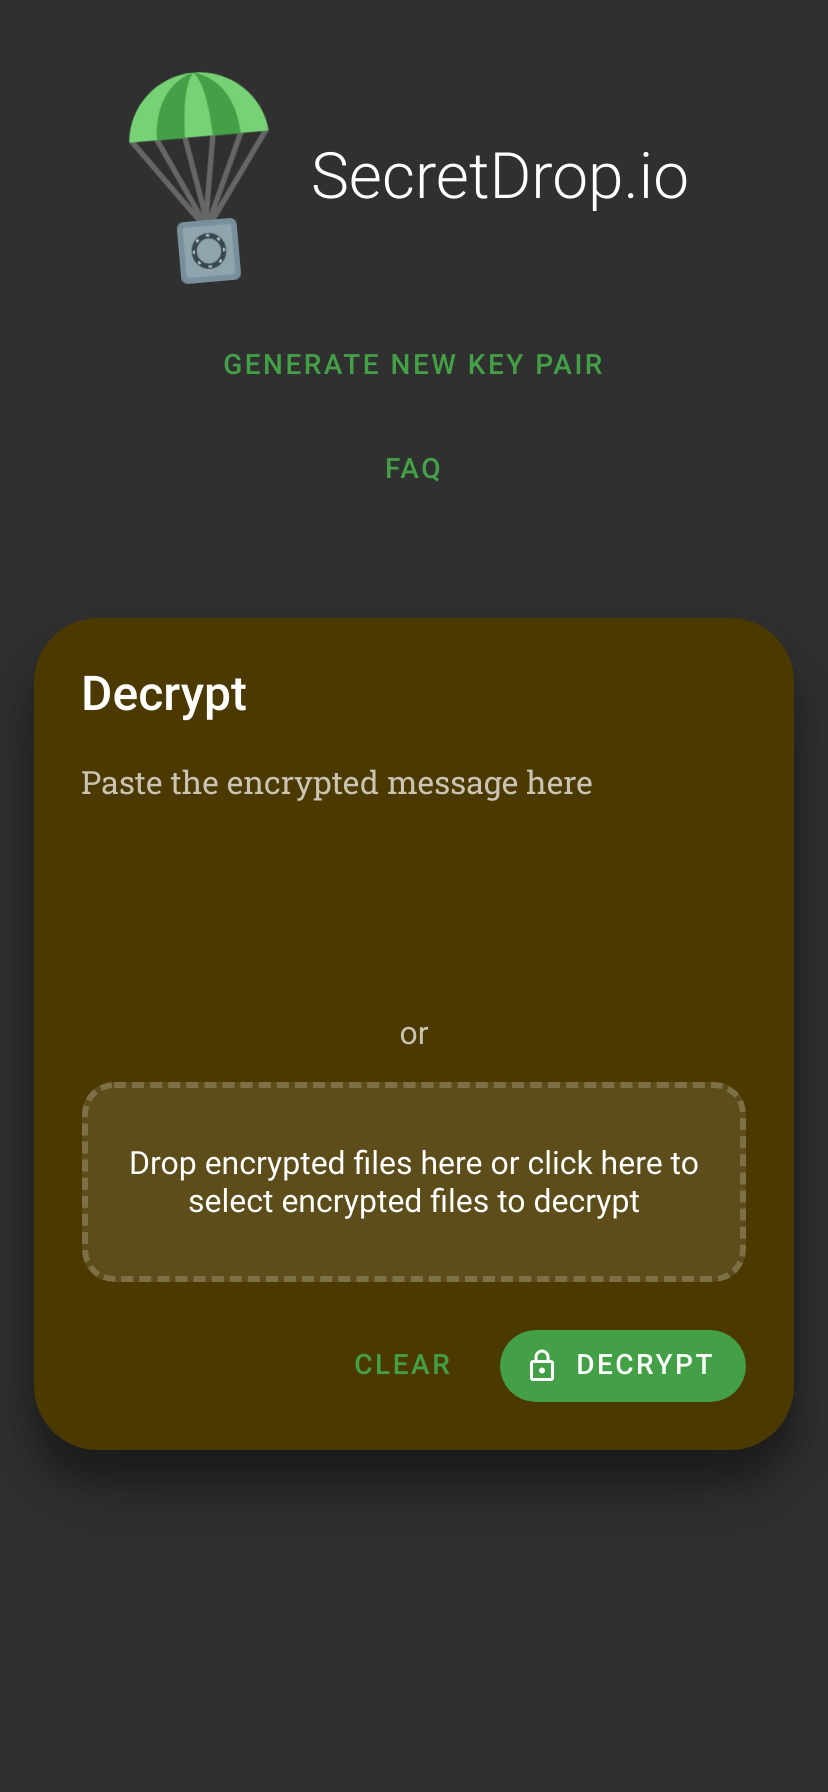 SecretDrop.io
GENERATE NEW KEY PAIR
FAQ
Decrypt
Paste the encrypted message here
or
Drop encrypted files here or click here to
select encrypted files to decrypt
CLEAR
DECRYPT